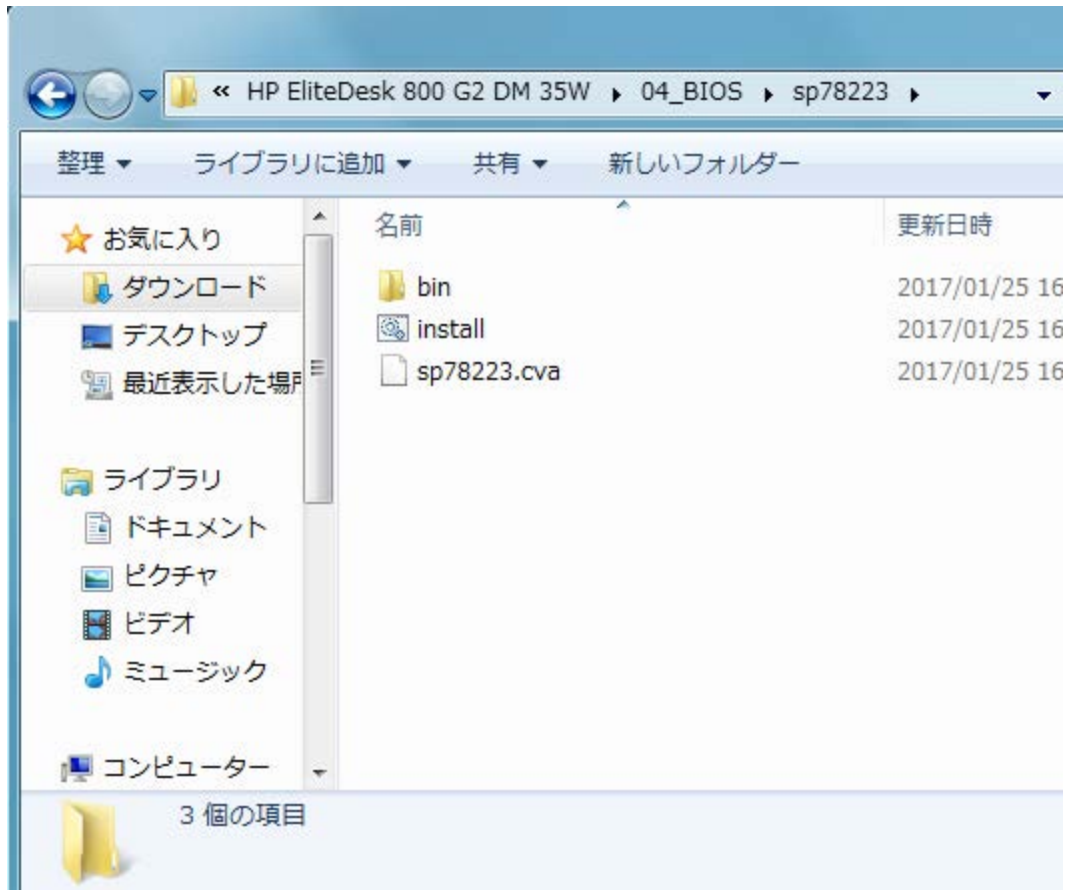 « HP EliteDesk 800 G2 DM 35W 04_BIOS sp78223
整理 ライブラリに追加 共有 新しいフォルダー
お気に入り
ダウンロード
デスクトップ
最近表示した場所
ライブラリ
ドキュメント
ピクチャ
ビデオ
ミュージック
コンピューター
名前 更新日時
bin 2017/01/25 16
install 2017/01/25 16
sp78223.cva 2017/01/25 16
3 個の項目